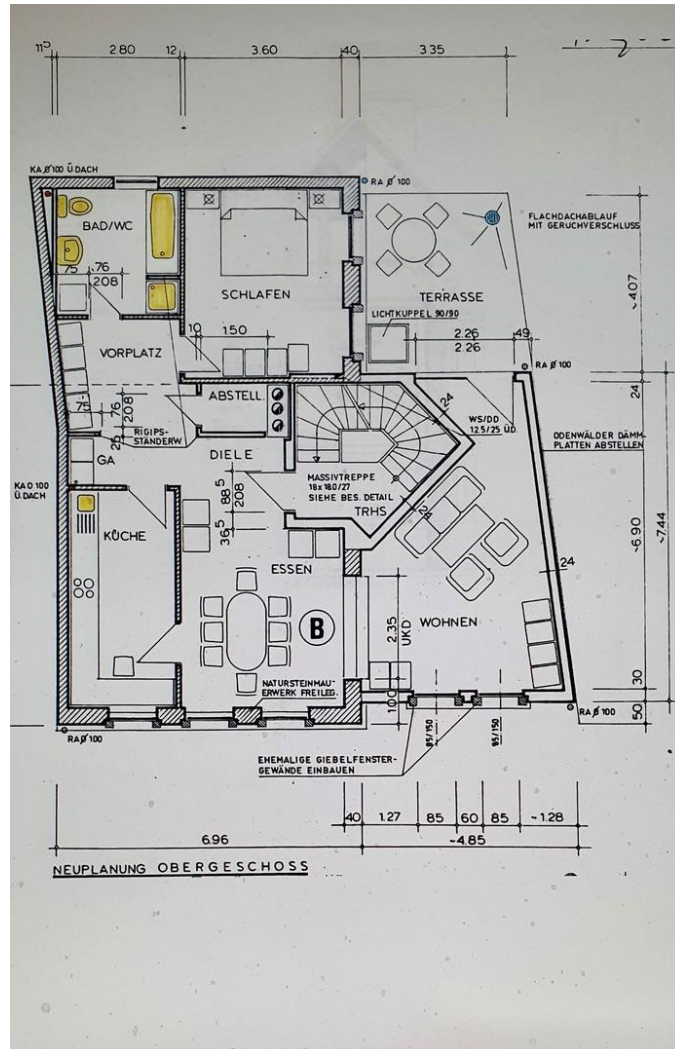 11⁵ 2.80 12 3.60 40 3.35 1
KA Ø 100 Ü.DACH
RA Ø 100
BAD/WC
75 76
208
SCHLAFEN
TERRASSE
FLACHDACHABLAUF
MIT GERUCHVERSCHLUSS
~4.07
LICHTKUPPEL 90/90
10 1.50
2.26 49
2.26
VORPLATZ
RA Ø 100
24
75 76
208
25
RIGIPS-
STÄNDERW.
ABSTELL.
24
WS/DD
12.5/25 ÜD
ODENWÄLDER DÄMM-
PLATTEN ABSTELLEN
GA
DIELE
MASSIVTREPPE
18x180/27
SIEHE BES. DETAIL
TRHS
KA Ø 100
Ü.DACH
88.5
208
36.5
24
KÜCHE
ESSEN
~6.90
~7.44
24
B
2.35
UKD
WOHNEN
NATURSTEINMAU-
ERWERK FREILEG.
100
30
50
RA Ø 100
85/150 95/150
RA Ø 100
EHEMALIGE GIEBELFENSTER-
GEWÄNDE EINBAUEN
40 1.27 85 60 85 ~1.28
6.96 ~4.85
NEUPLANUNG OBERGESCHOSS